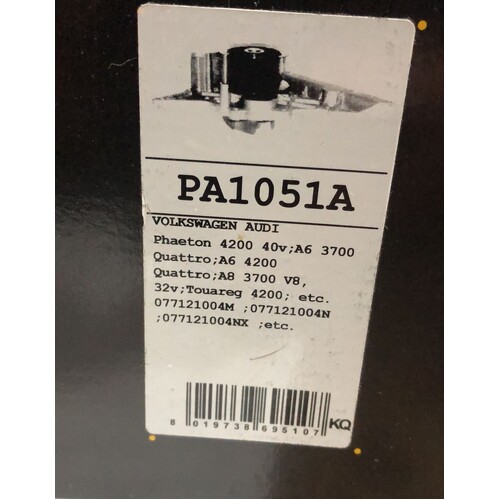 PA1051A
VOLKSWAGEN AUDI
Phaeton 4200 40v;A6 3700
Quattro;A6 4200
Quattro;A8 3700 V8,
32v;Touareg 4200; etc.
077121004M ;077121004N
;077121004NX ;etc.
8 019738 695107 KQ